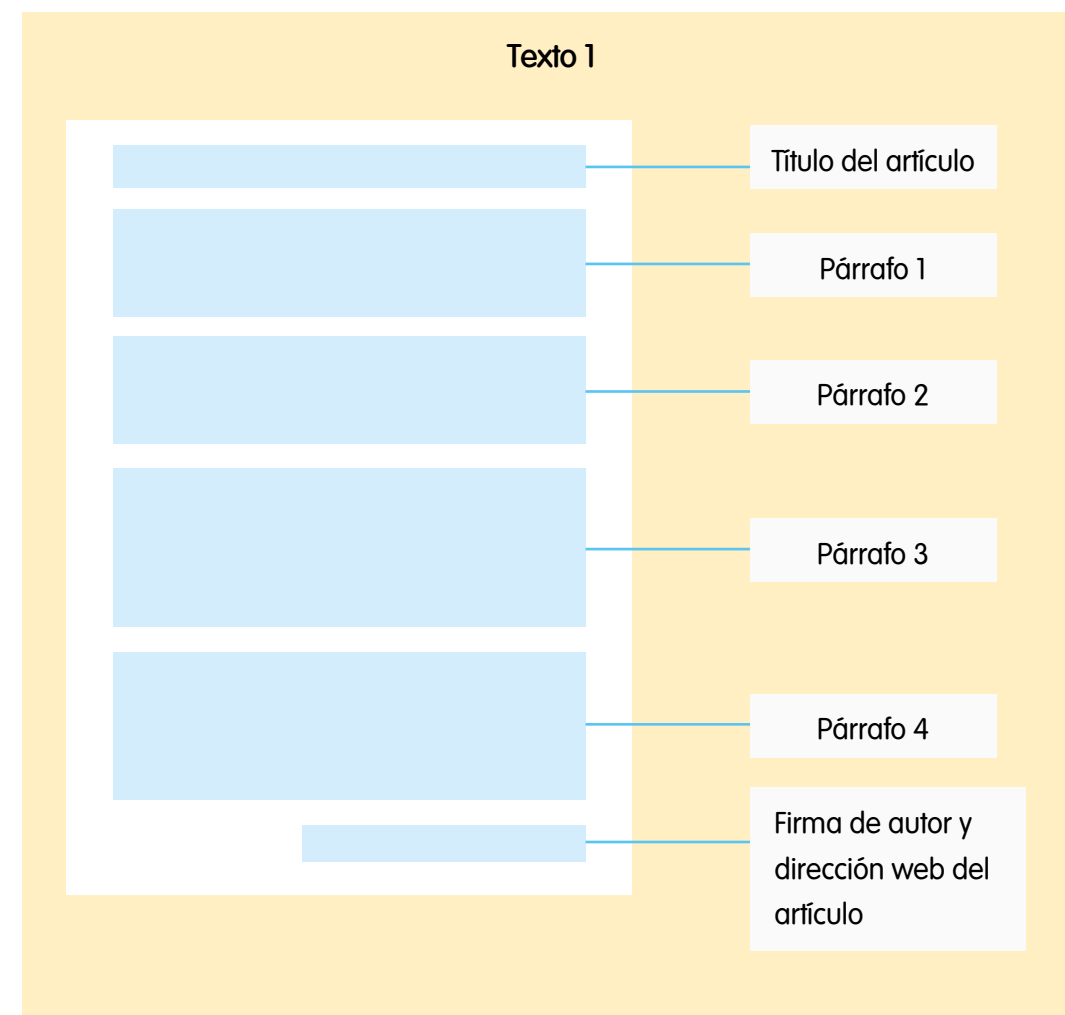 Texto 1
Título del artículo
Párrafo 1
Párrafo 2
Párrafo 3
Párrafo 4
Firma de autor y
dirección web del
artículo